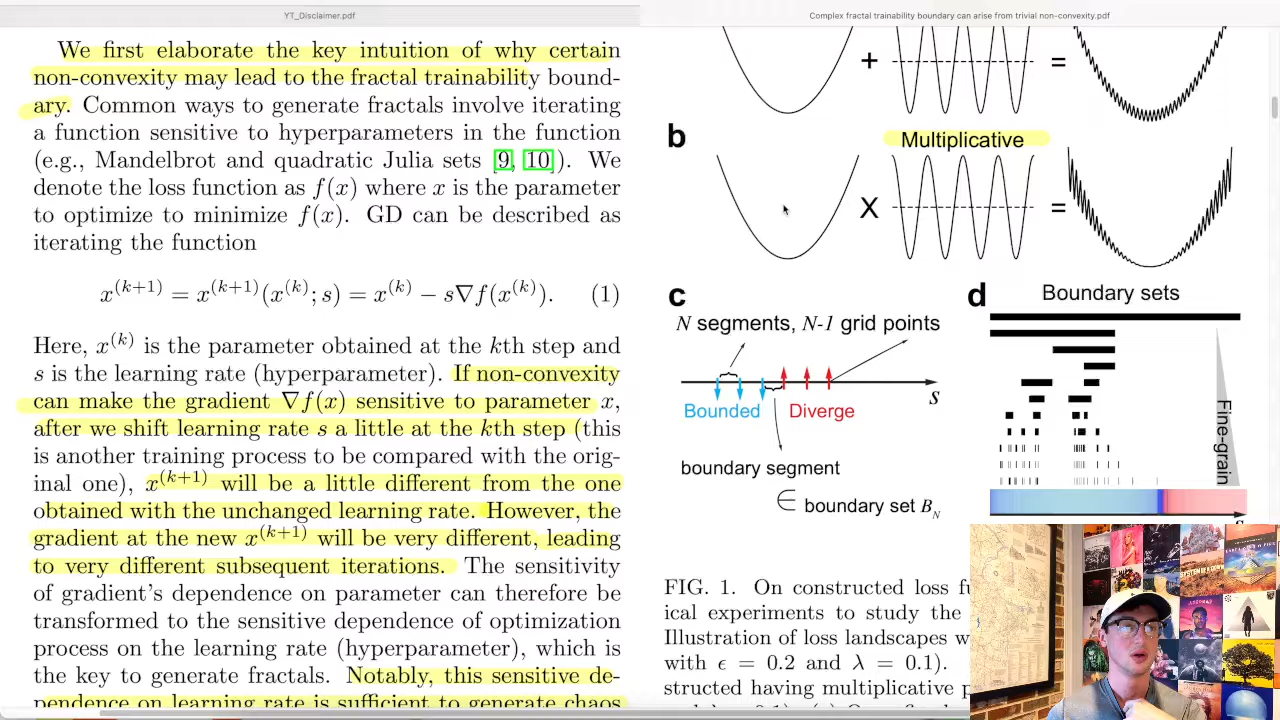 YT_Disclaimer.pdf
Complex fractal trainability boundary can arise from trivial non-convexity.pdf
We first elaborate the key intuition of why certain
non-convexity may lead to the fractal trainability bound-
ary. Common ways to generate fractals involve iterating
a function sensitive to hyperparameters in the function
(e.g., Mandelbrot and quadratic Julia sets [9, 10]). We
denote the loss function as f(x) where x is the parameter
to optimize to minimize f(x). GD can be described as
iterating the function
x^(k+1) = x^(k+1)(x^(k); s) = x^(k) − s∇f(x^(k)). (1)
Here, x^(k) is the parameter obtained at the kth step and
s is the learning rate (hyperparameter). If non-convexity
can make the gradient ∇f(x) sensitive to parameter x,
after we shift learning rate s a little at the kth step (this
is another training process to be compared with the orig-
inal one), x^(k+1) will be a little different from the one
obtained with the unchanged learning rate. However, the
gradient at the new x^(k+1) will be very different, leading
to very different subsequent iterations. The sensitivity
of gradient's dependence on parameter can therefore be
transformed to the sensitive dependence of optimization
process on the learning rate (hyperparameter), which is
the key to generate fractals. Notably, this sensitive de-
pendence on learning rate is sufficient to generate chaos
+ =
b Multiplicative
X =
c
N segments, N-1 grid points
Bounded Diverge
s
boundary segment
∈ boundary set B_N
d Boundary sets
Fine-grain
FIG. 1. On constructed loss fu
ical experiments to study the
Illustration of loss landscapes w
with ϵ = 0.2 and λ = 0.1).
structed having multiplicative p